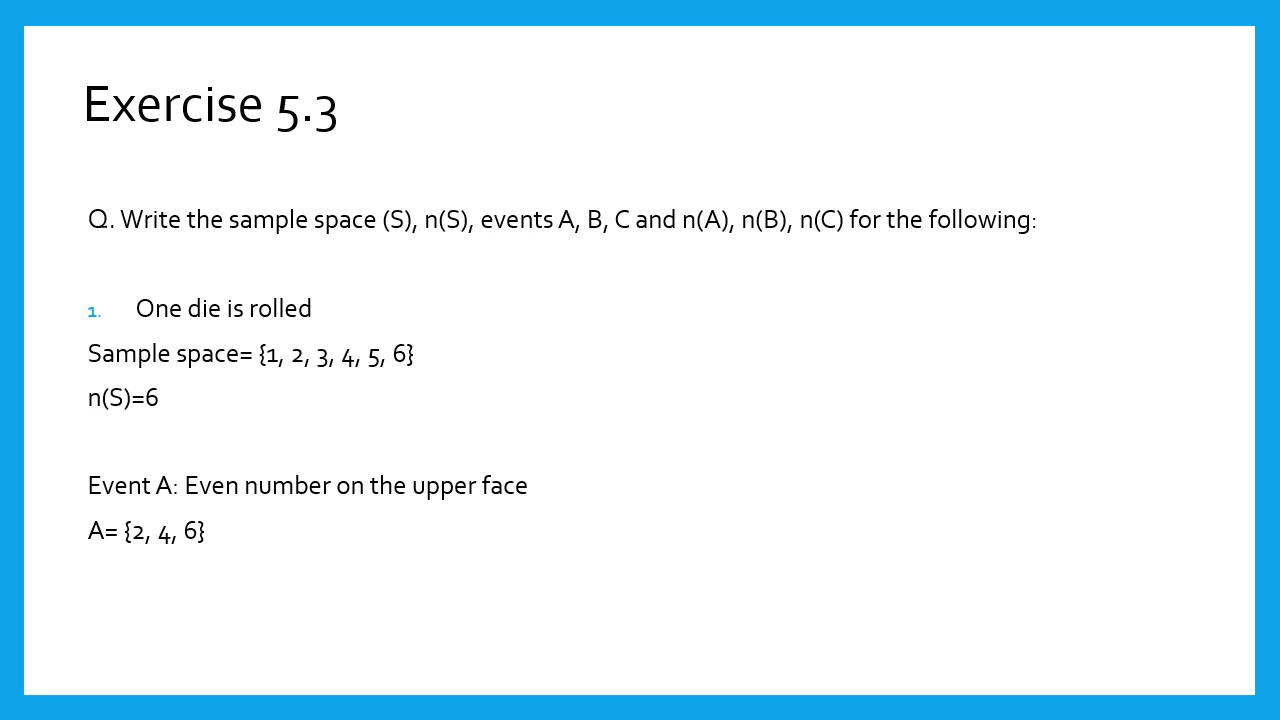 Exercise 5.3
Q. Write the sample space (S), n(S), events A, B, C and n(A), n(B), n(C) for the following:
1. One die is rolled
Sample space= {1, 2, 3, 4, 5, 6}
n(S)=6
Event A: Even number on the upper face
A= {2, 4, 6}